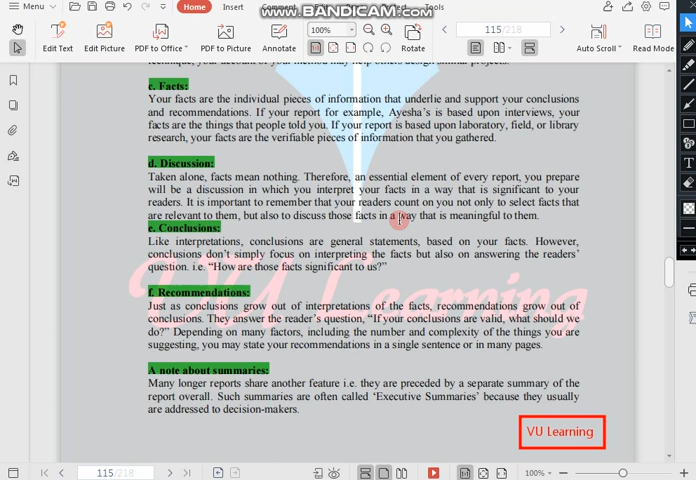 WWW.BANDICAM.COM
Menu
Home
Insert
Comment
Edit Text
Edit Picture
PDF to Office
PDF to Picture
Annotate
100%
Rotate
115/218
Auto Scroll
Read Mode
technique, your account of your method may help others design similar projects.
c. Facts:
Your facts are the individual pieces of information that underlie and support your conclusions
and recommendations. If your report for example, Ayesha's is based upon interviews, your
facts are the things that people told you. If your report is based upon laboratory, field, or library
research, your facts are the verifiable pieces of information that you gathered.
d. Discussion:
Taken alone, facts mean nothing. Therefore, an essential element of every report, you prepare
will be a discussion in which you interpret your facts in a way that is significant to your
readers. It is important to remember that your readers count on you not only to select facts that
are relevant to them, but also to discuss those facts in a way that is meaningful to them.
e. Conclusions:
Like interpretations, conclusions are general statements, based on your facts. However,
conclusions don't simply focus on interpreting the facts but also on answering the readers'
question. i.e. "How are those facts significant to us?"
VU Learning
f. Recommendations:
Just as conclusions grow out of interpretations of the facts, recommendations grow out of
conclusions. They answer the reader's question, "If your conclusions are valid, what should we
do?" Depending on many factors, including the number and complexity of the things you are
suggesting, you may state your recommendations in a single sentence or in many pages.
A note about summaries:
Many longer reports share another feature i.e. they are preceded by a separate summary of the
report overall. Such summaries are often called 'Executive Summaries' because they usually
are addressed to decision-makers.
VU Learning
115/218
100%